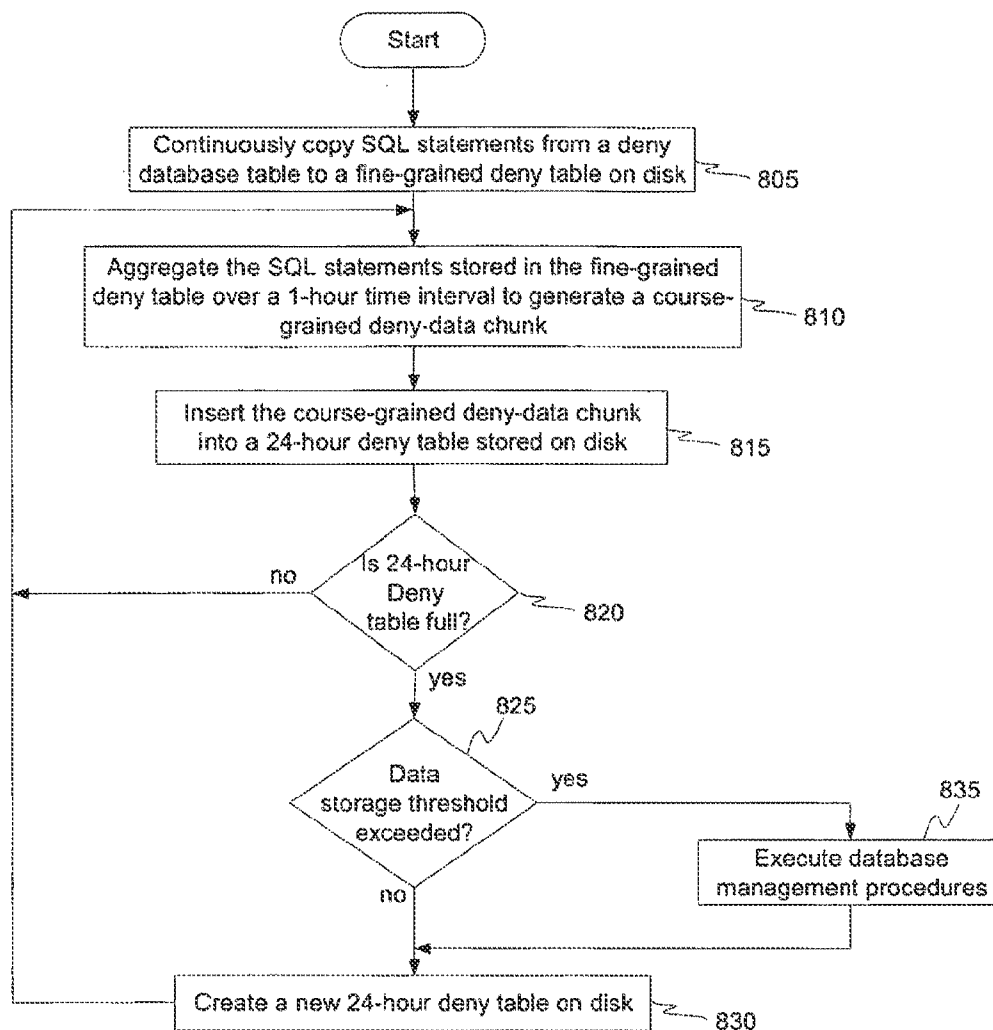 Start
Continuously copy SQL statements from a deny
database table to a fine-grained deny table on disk
805
Aggregate the SQL statements stored in the fine-grained
deny table over a 1-hour time interval to generate a course-
grained deny-data chunk
810
Insert the course-grained deny-data chunk
into a 24-hour deny table stored on disk
815
no
Is 24-hour
Deny
table full?
820
yes
825
Data
storage threshold
exceeded?
yes
835
Execute database
management procedures
no
Create a new 24-hour deny table on disk
830